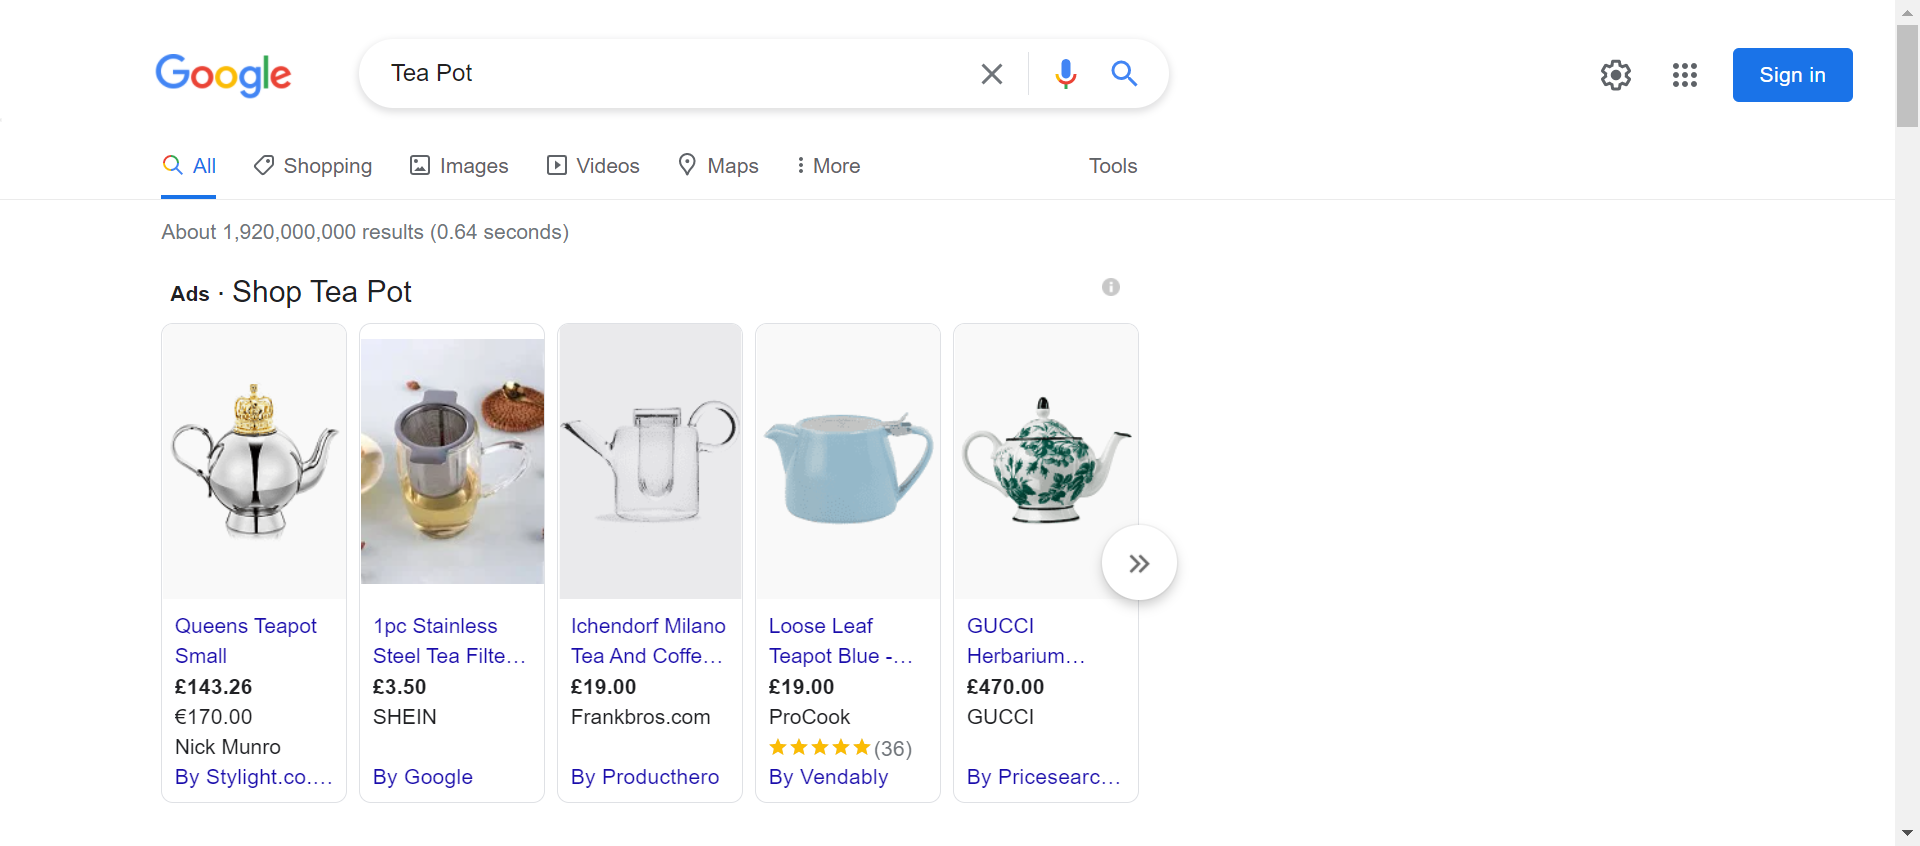 Google
Tea Pot
Sign in
All
Shopping
Images
Videos
Maps
More
Tools
About 1,920,000,000 results (0.64 seconds)
Ads · Shop Tea Pot
Queens Teapot
Small
£143.26
€170.00
Nick Munro
By Stylight.co....
1pc Stainless
Steel Tea Filte...
£3.50
SHEIN
By Google
Ichendorf Milano
Tea And Coffe...
£19.00
Frankbros.com
By Producthero
Loose Leaf
Teapot Blue -...
£19.00
ProCook
(36)
By Vendably
GUCCI
Herbarium...
£470.00
GUCCI
By Pricesearc...